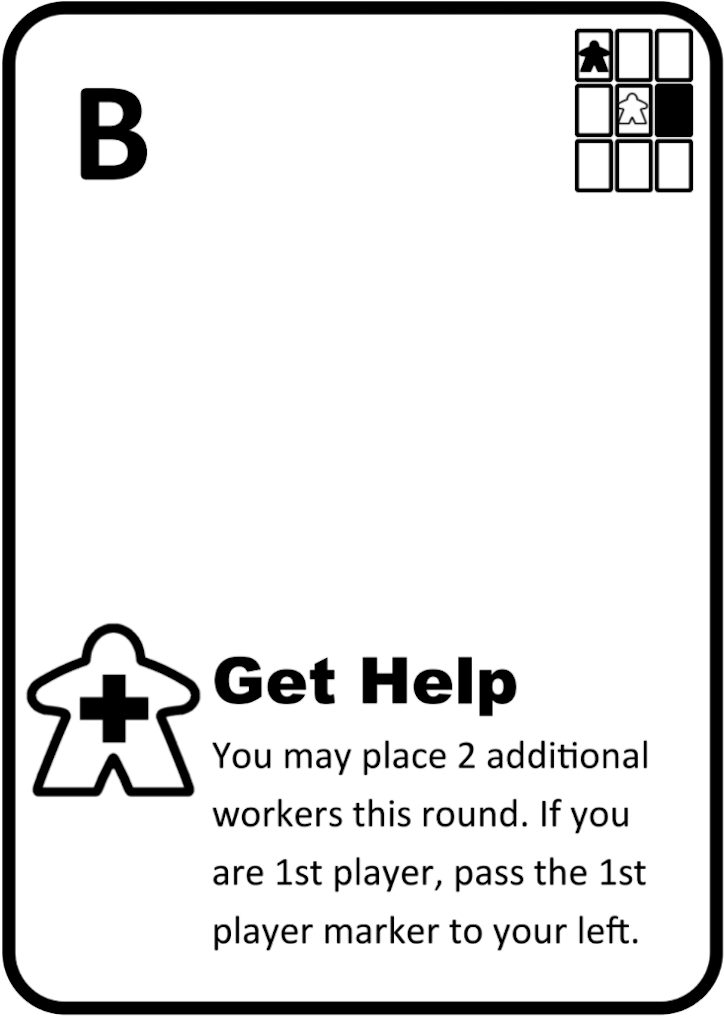 B
Get Help
You may place 2 additional
workers this round. If you
are 1st player, pass the 1st
player marker to your left.